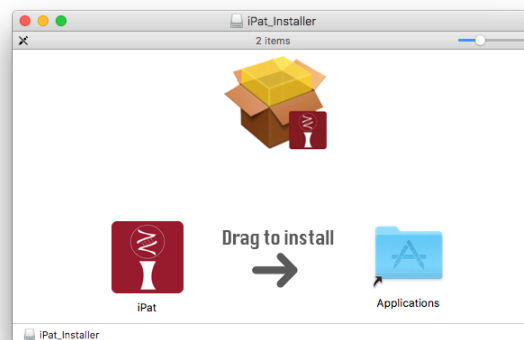 iPat_Installer
2 items
Drag to install
iPat
Applications
iPat_Installer